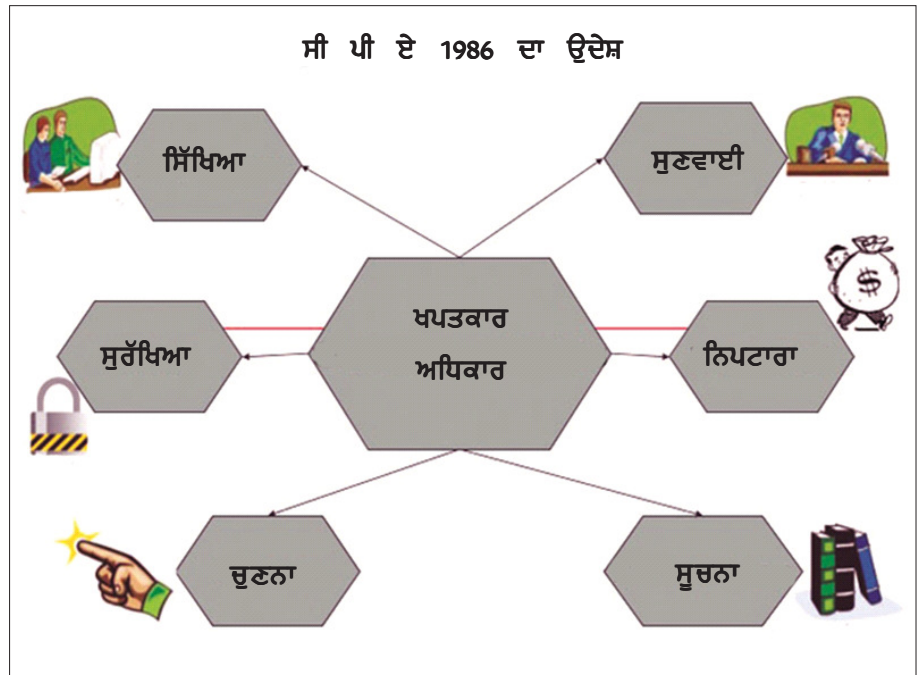 ਸੀ ਪੀ ਏ 1986 ਦਾ ਉਦੇਸ਼
ਸਿੱਖਿਆ
ਸੁਣਵਾਈ
ਖਪਤਕਾਰ
ਅਧਿਕਾਰ
ਸੁਰੱਖਿਆ
ਨਿਪਟਾਰਾ
ਚੁਣਨਾ
ਸੂਚਨਾ
$